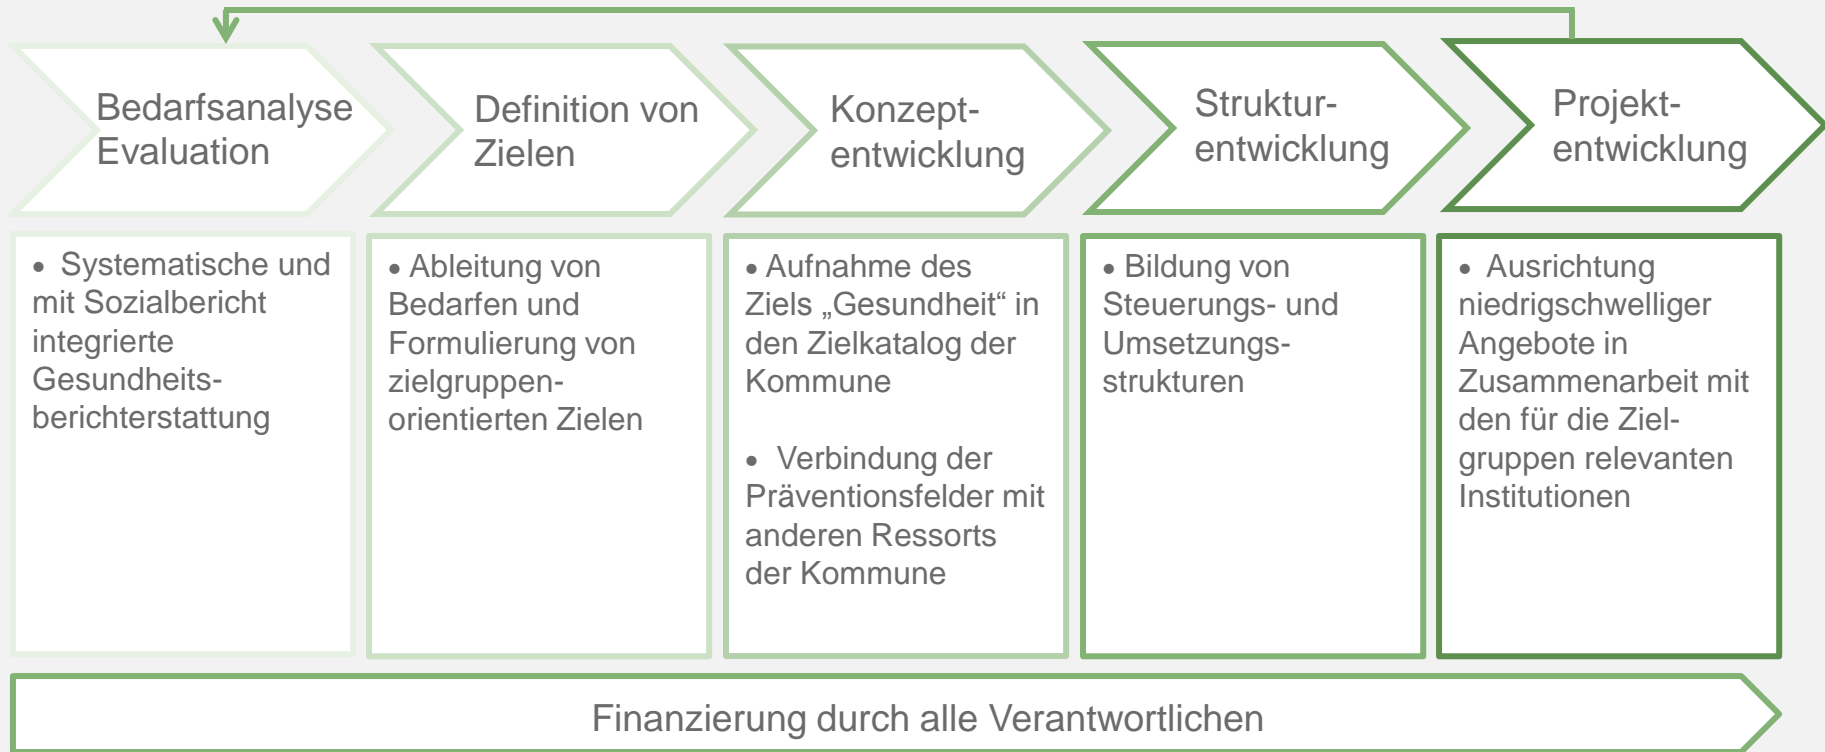 Bedarfsanalyse
Evaluation
Definition von
Zielen
Konzept-
entwicklung
Struktur-
entwicklung
Projekt-
entwicklung
• Systematische und
mit Sozialbericht
integrierte
Gesundheits-
berichterstattung
• Ableitung von
Bedarfen und
Formulierung von
zielgruppen-
orientierten Zielen
• Aufnahme des
Ziels „Gesundheit“ in
den Zielkatalog der
Kommune
• Verbindung der
Präventionsfelder mit
anderen Ressorts
der Kommune
• Bildung von
Steuerungs- und
Umsetzungs-
strukturen
• Ausrichtung
niedrigschwelliger
Angebote in
Zusammenarbeit mit
den für die Ziel-
gruppen relevanten
Institutionen
Finanzierung durch alle Verantwortlichen